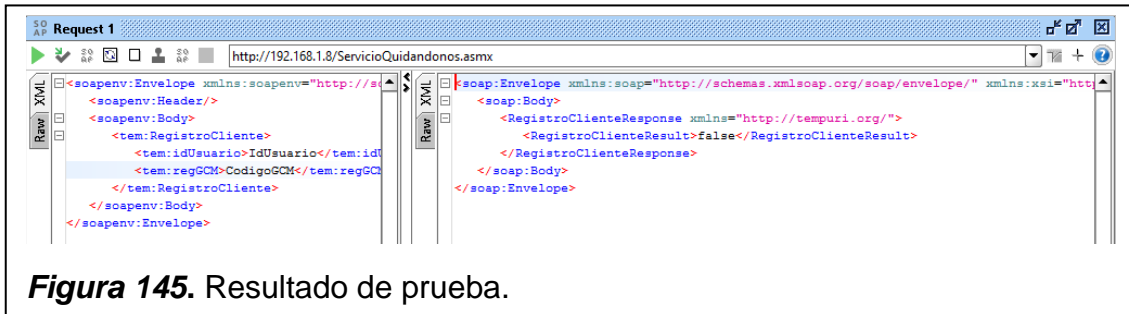 SO AP Request 1
http://192.168.1.8/ServicioQuidandonos.asmx
XML
Raw
<soapenv:Envelope xmlns:soapenv="http://s
<soapenv:Header/>
<soapenv:Body>
<tem:RegistroCliente>
<tem:idUsuario>IdUsuario</tem:id
<tem:regGCM>CodigoGCM</tem:regGC
</tem:RegistroCliente>
</soapenv:Body>
</soapenv:Envelope>
XML
Raw
<soap:Envelope xmlns:soap="http://schemas.xmlsoap.org/soap/envelope/" xmlns:xsi="htt
<soap:Body>
<RegistroClienteResponse xmlns="http://tempuri.org/">
<RegistroClienteResult>false</RegistroClienteResult>
</RegistroClienteResponse>
</soap:Body>
</soap:Envelope>
Figura 145. Resultado de prueba.